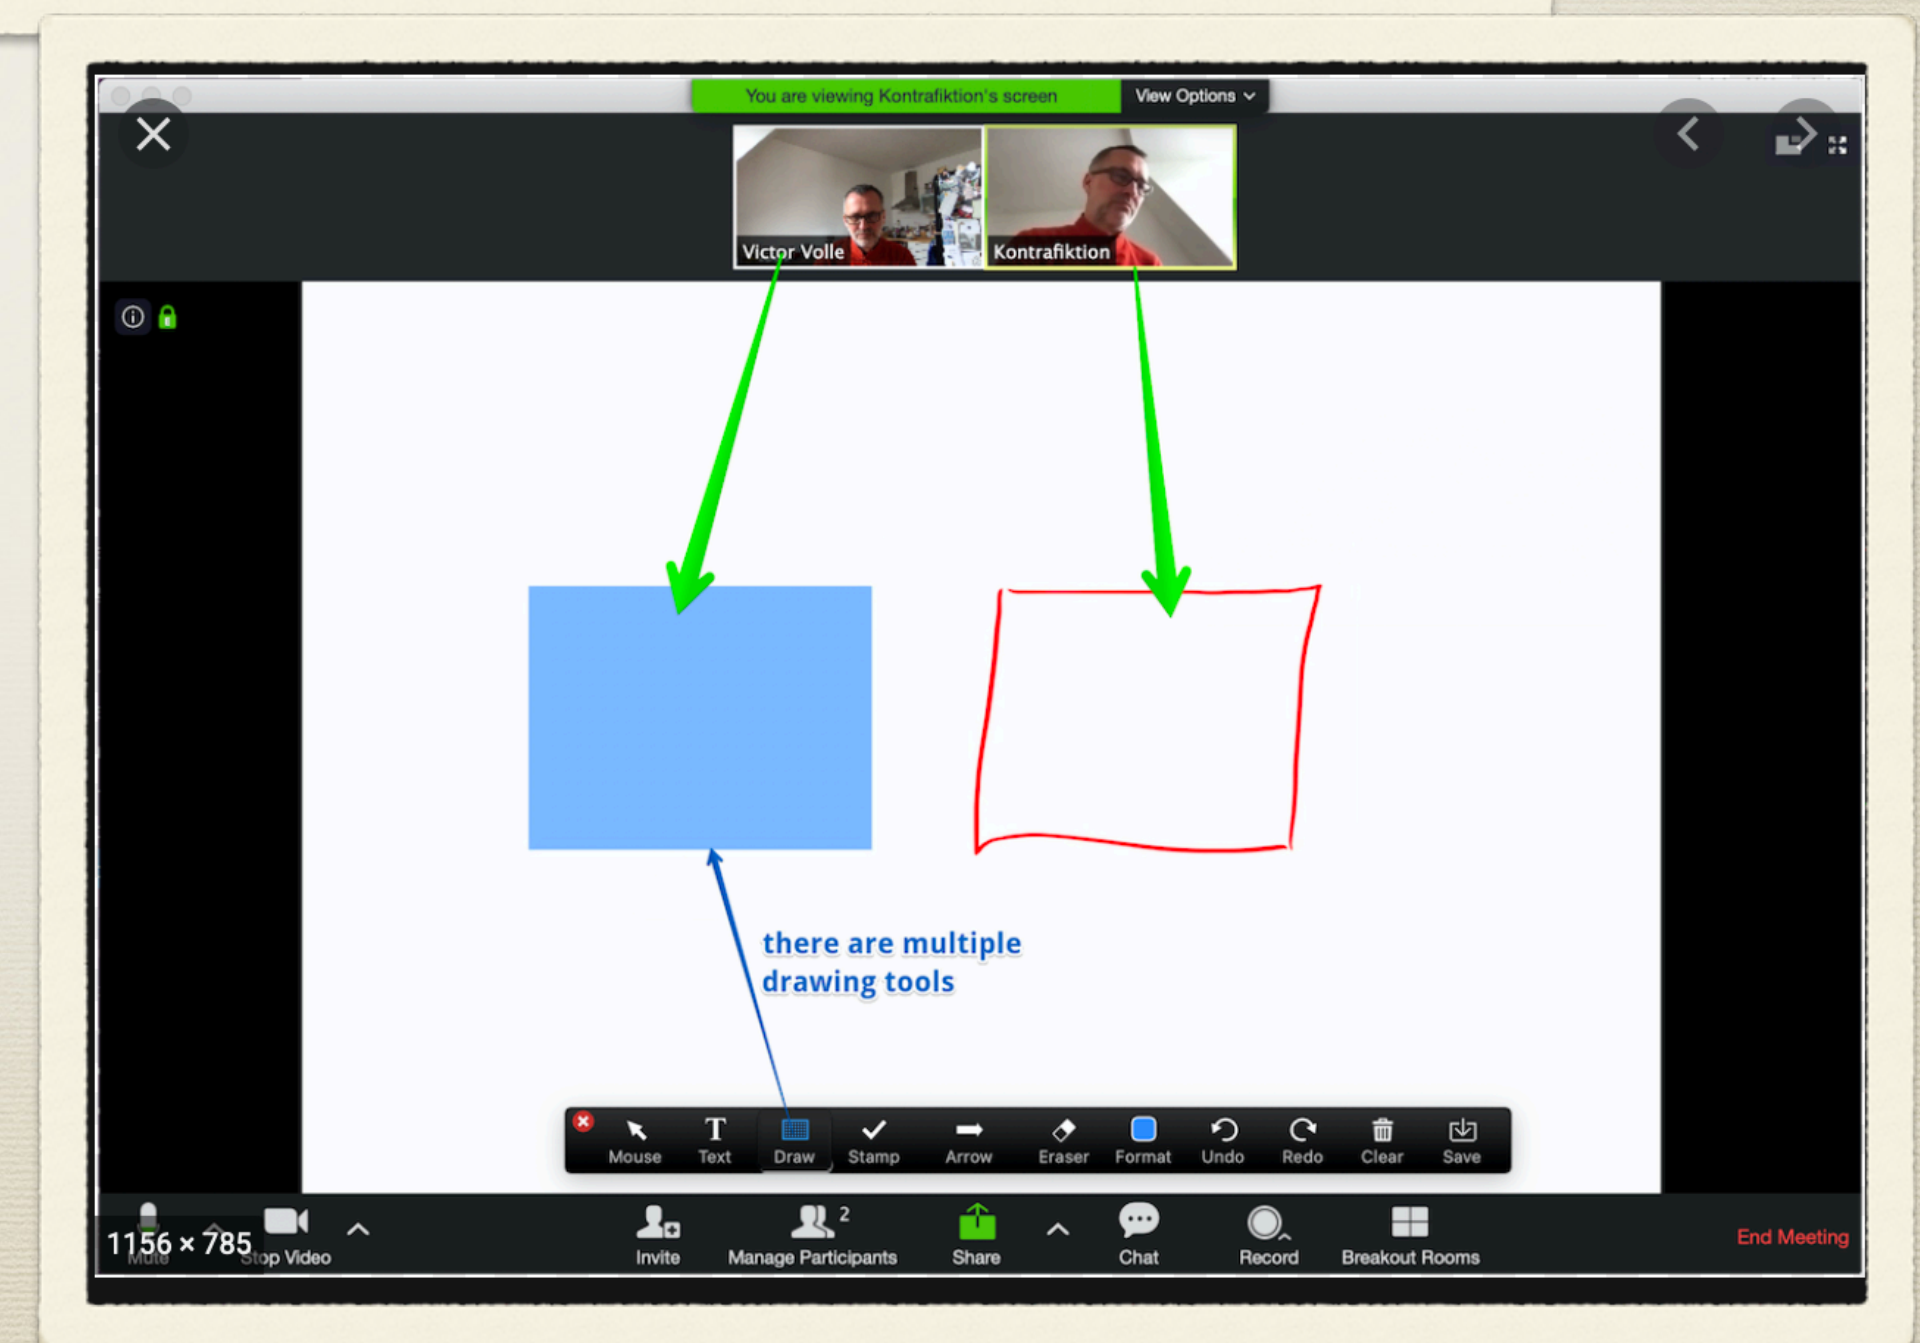 You are viewing Kontrafiktion's screen
View Options
Victor Volle
Kontrafiktion
there are multiple
drawing tools
Mouse
Text
Draw
Stamp
Arrow
Eraser
Format
Undo
Redo
Clear
Save
1156 × 785
Mute
Stop Video
Invite
2
Manage Participants
Share
Chat
Record
Breakout Rooms
End Meeting